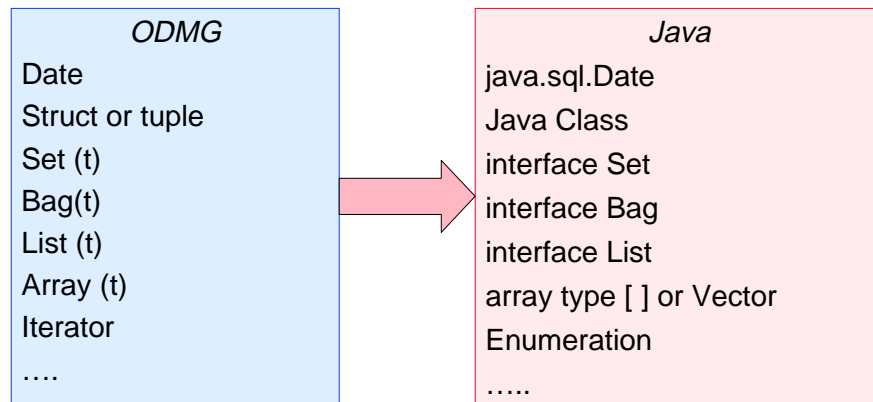 ODMG
Date
Struct or tuple
Set (t)
Bag(t)
List (t)
Array (t)
Iterator
….
Java
java.sql.Date
Java Class
interface Set
interface Bag
interface List
array type [ ] or Vector
Enumeration
…..